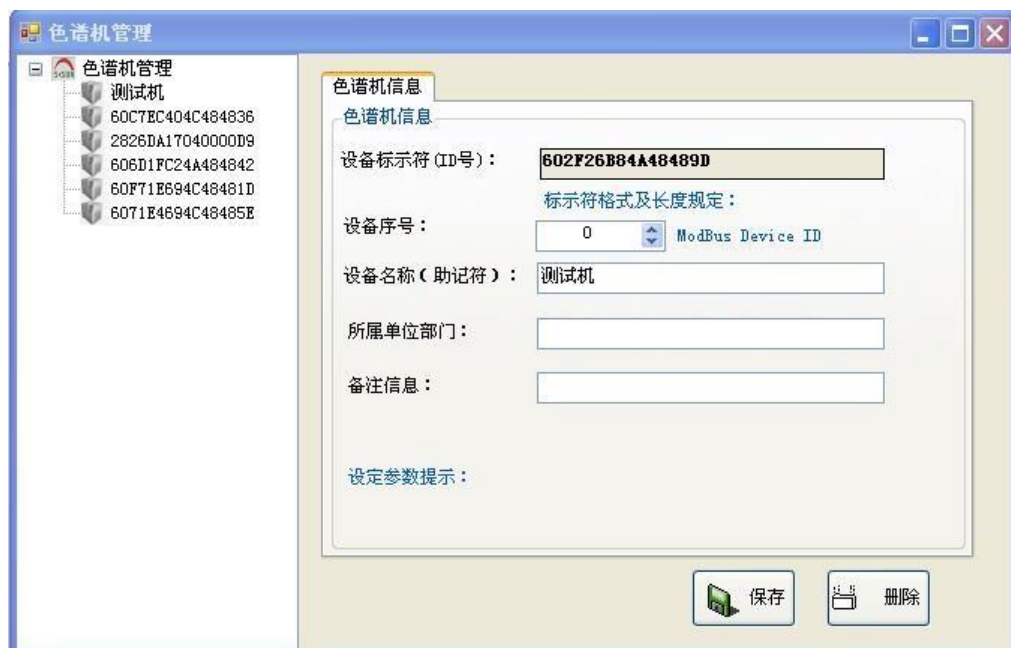 色谱机管理
色谱机管理
测试机
60C7EC404C484836
2826DA17040000D9
606D1FC24A484842
60F71E694C48481D
6071E4694C48485E
色谱机信息
色谱机信息
设备标示符(ID号)：
602F26B84A48489D
标示符格式及长度规定：
设备序号：
0
ModBus Device ID
设备名称(助记符)：
测试机
所属单位部门：
备注信息：
设定参数提示：
保存
删除